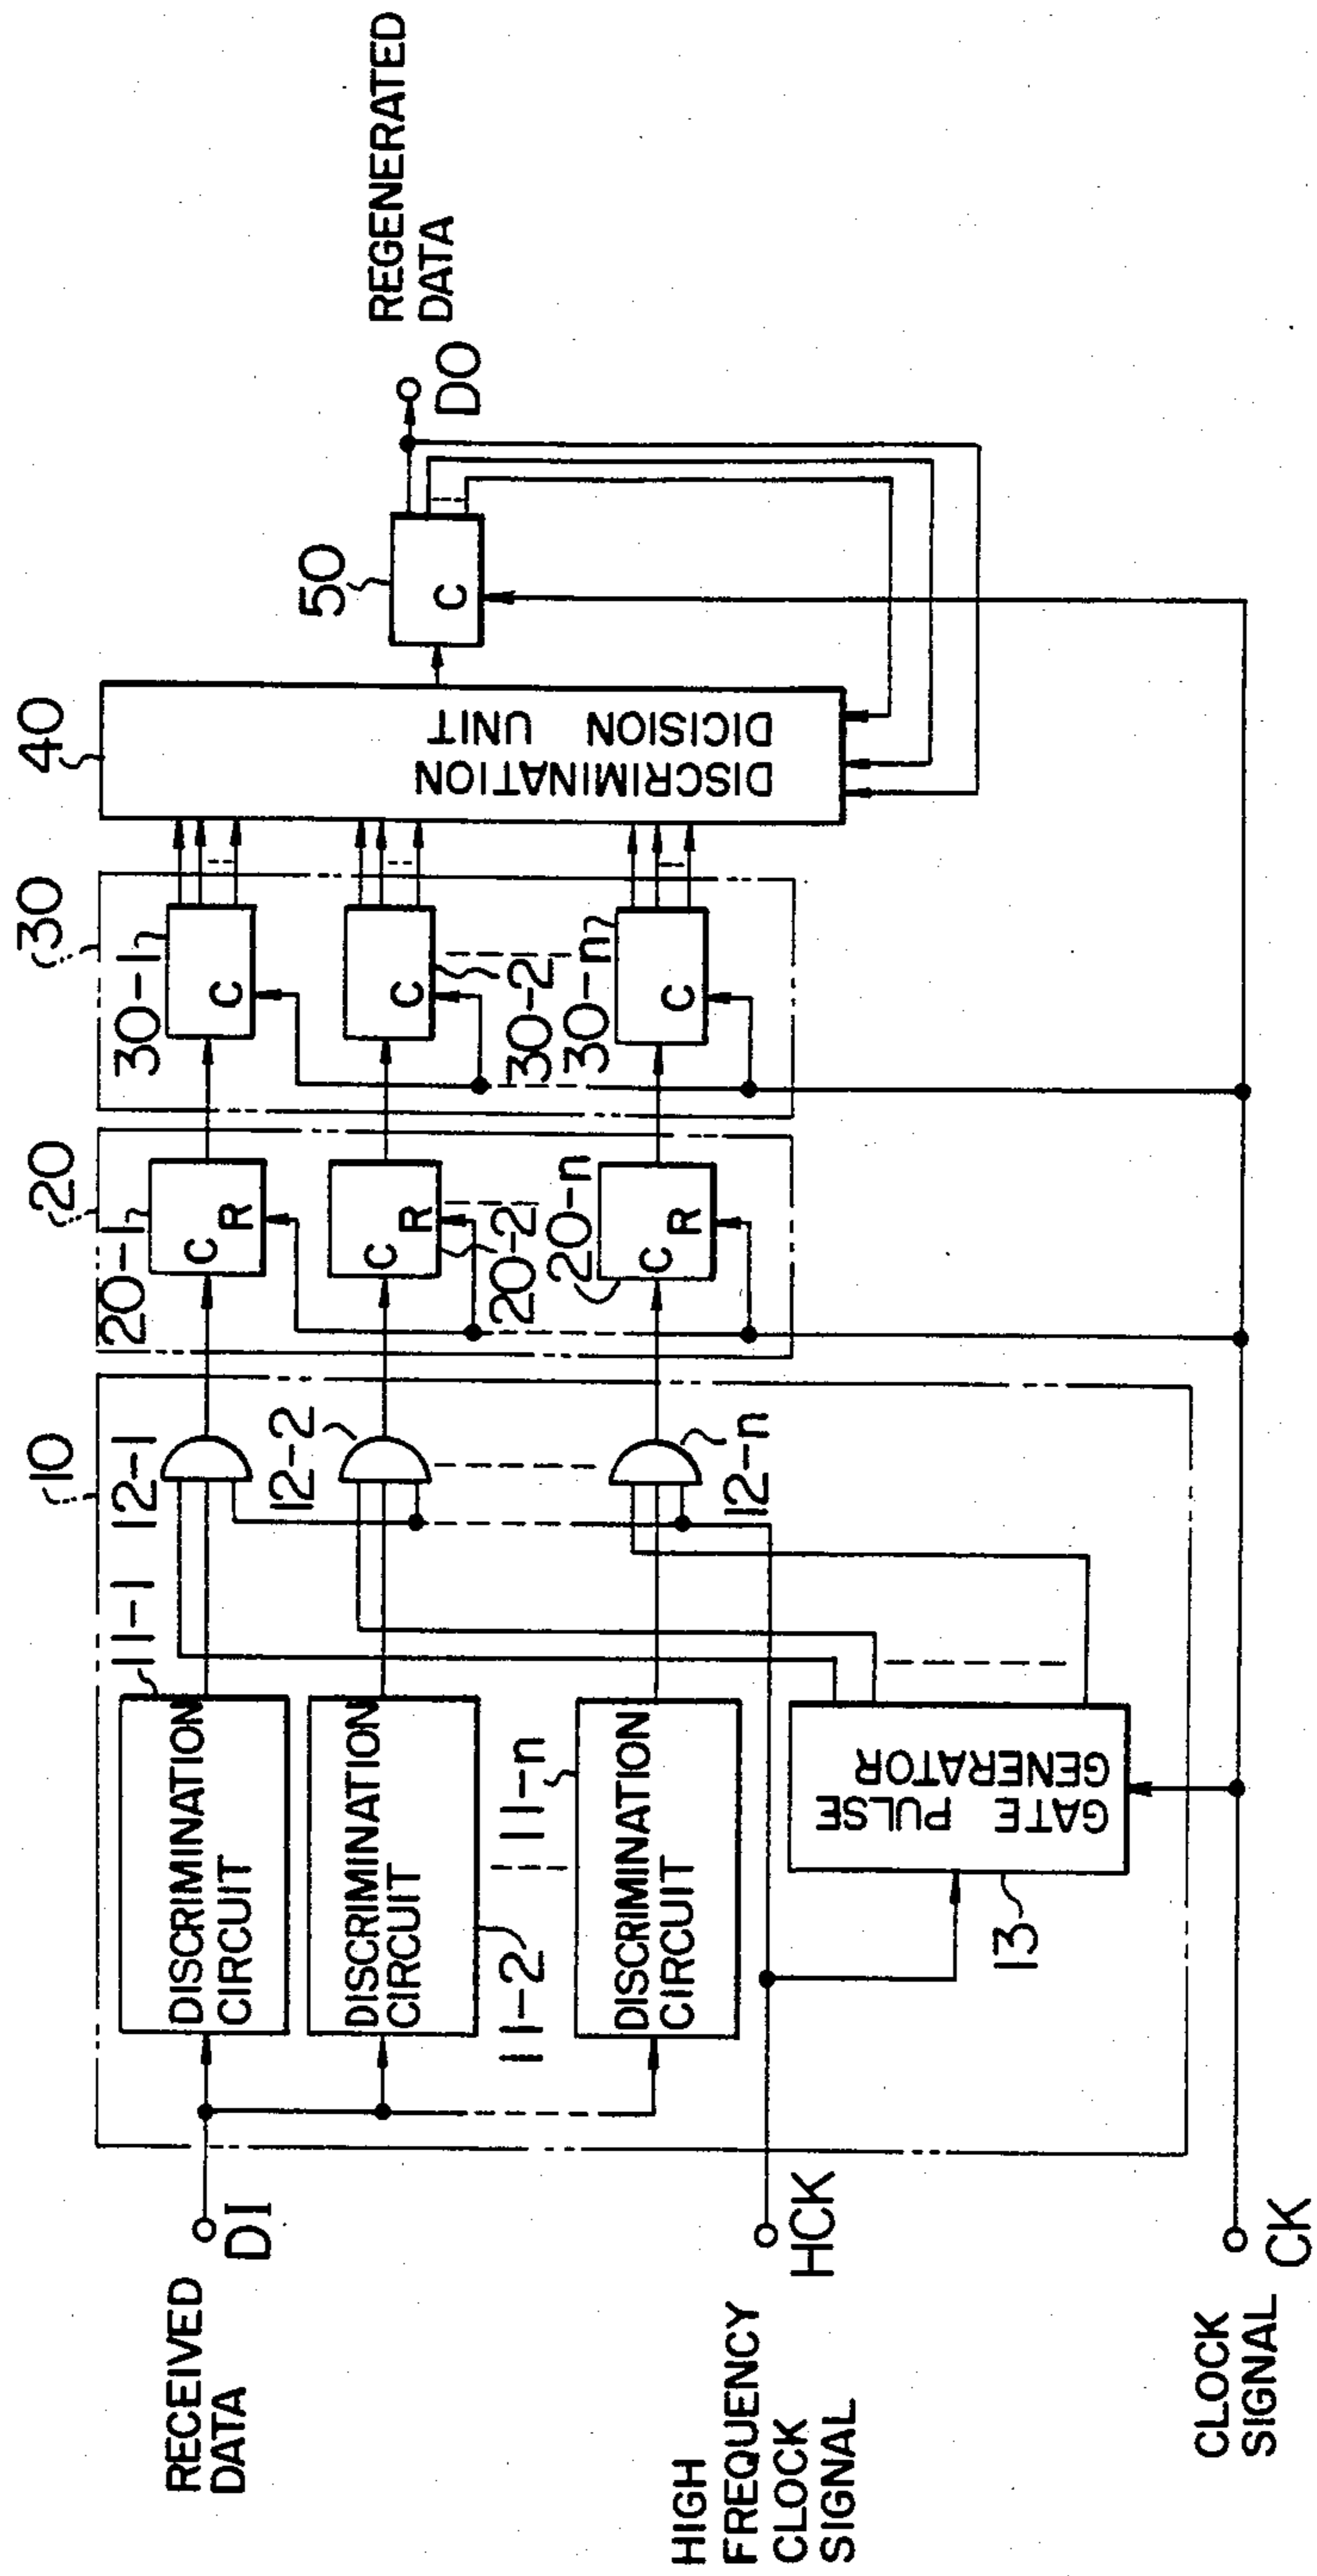 RECEIVED
DATA
DI
HIGH
FREQUENCY
CLOCK
SIGNAL
HCK
CLOCK
SIGNAL
CK
10
11-1
DISCRIMINATION
CIRCUIT
11-2
DISCRIMINATION
CIRCUIT
11-n
DISCRIMINATION
CIRCUIT
13
GATE PULSE
GENERATOR
12-1
12-2
12-n
20
20-1
C
R
20-2
C
R
20-n
C
R
30
30-1
C
30-2
C
30-n
C
40
DISCRIMINATION
DICISION UNIT
50
C
DO
REGENERATED
DATA